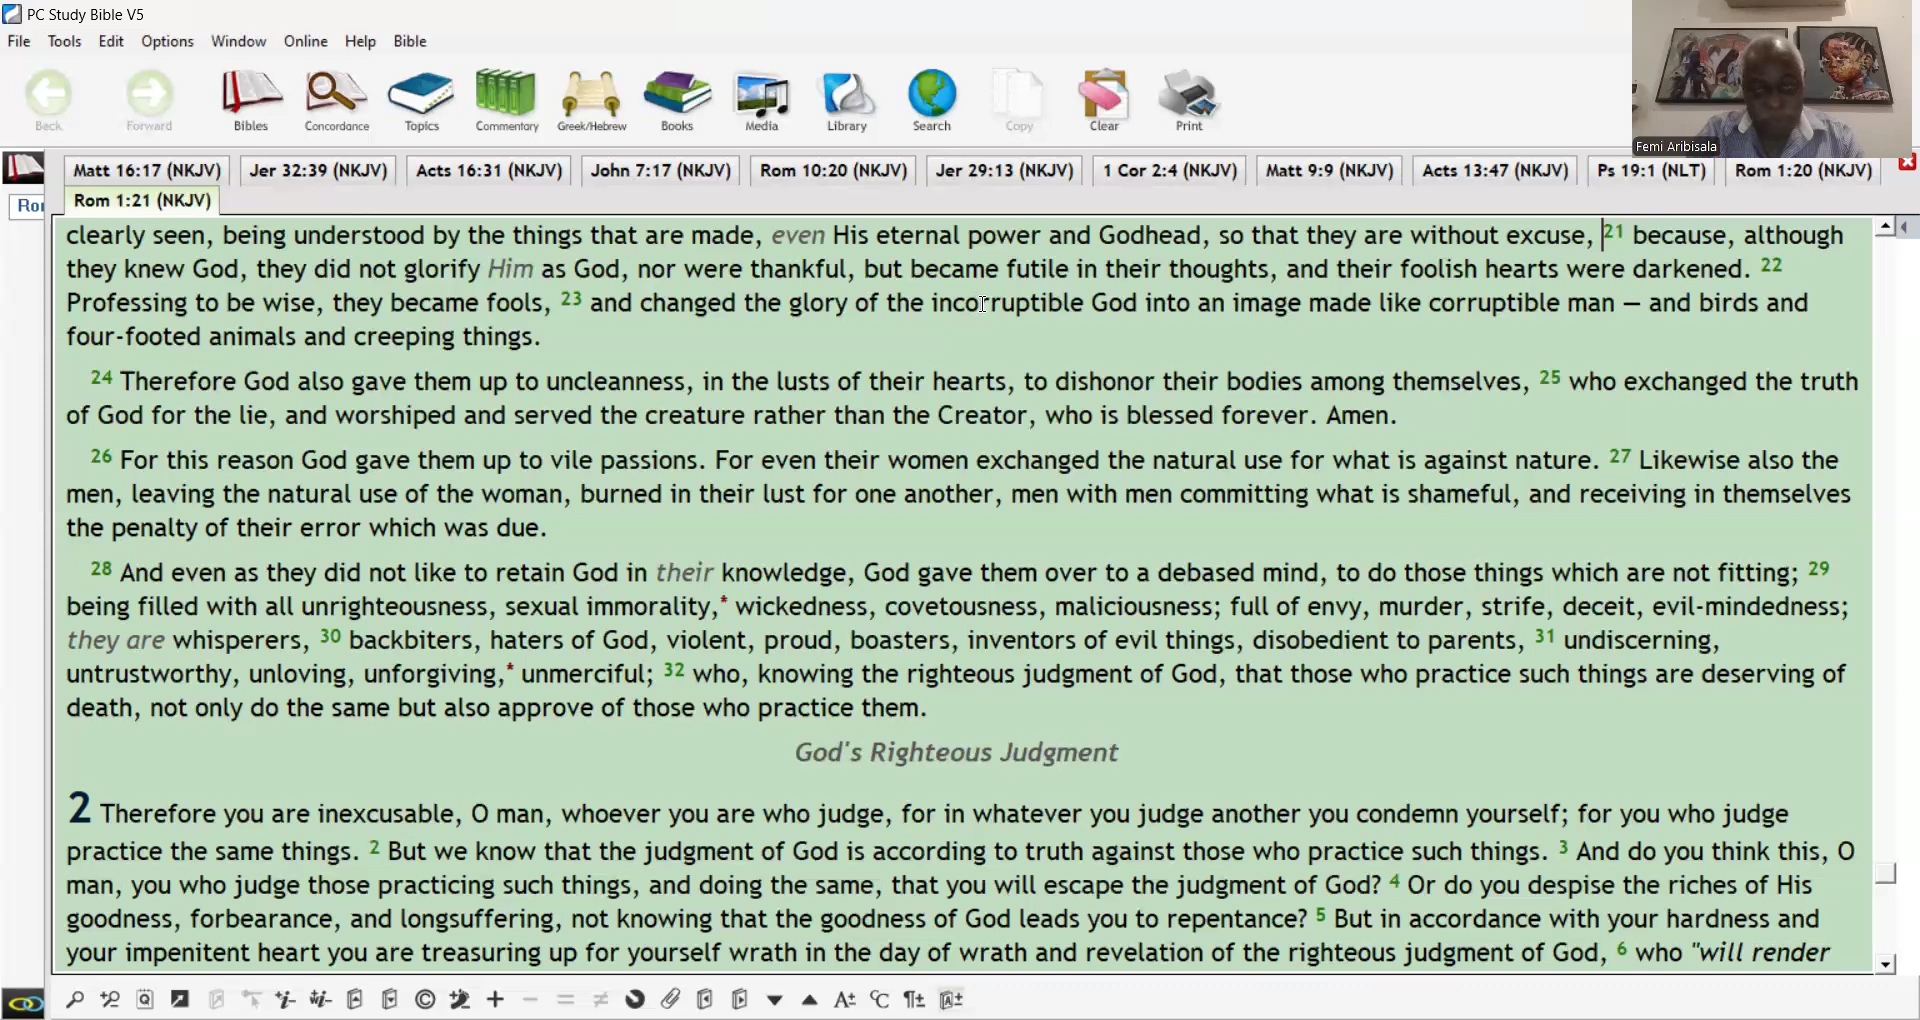 PC Study Bible V5
File Tools Edit Options Window Online Help Bible
Back Forward Bibles Concordance Topics Commentary Greek/Hebrew Books Media Library Search Copy Clear Print
Femi Aribisala
Matt 16:17 (NKJV) Jer 32:39 (NKJV) Acts 16:31 (NKJV) John 7:17 (NKJV) Rom 10:20 (NKJV) Jer 29:13 (NKJV) 1 Cor 2:4 (NKJV) Matt 9:9 (NKJV) Acts 13:47 (NKJV) Ps 19:1 (NLT) Rom 1:20 (NKJV)
Rom 1:21 (NKJV)
clearly seen, being understood by the things that are made, even His eternal power and Godhead, so that they are without excuse, 21 because, although
they knew God, they did not glorify Him as God, nor were thankful, but became futile in their thoughts, and their foolish hearts were darkened. 22
Professing to be wise, they became fools, 23 and changed the glory of the incorruptible God into an image made like corruptible man — and birds and
four-footed animals and creeping things.
24 Therefore God also gave them up to uncleanness, in the lusts of their hearts, to dishonor their bodies among themselves, 25 who exchanged the truth
of God for the lie, and worshiped and served the creature rather than the Creator, who is blessed forever. Amen.
26 For this reason God gave them up to vile passions. For even their women exchanged the natural use for what is against nature. 27 Likewise also the
men, leaving the natural use of the woman, burned in their lust for one another, men with men committing what is shameful, and receiving in themselves
the penalty of their error which was due.
28 And even as they did not like to retain God in their knowledge, God gave them over to a debased mind, to do those things which are not fitting; 29
being filled with all unrighteousness, sexual immorality,* wickedness, covetousness, maliciousness; full of envy, murder, strife, deceit, evil-mindedness;
they are whisperers, 30 backbiters, haters of God, violent, proud, boasters, inventors of evil things, disobedient to parents, 31 undiscerning,
untrustworthy, unloving, unforgiving,* unmerciful; 32 who, knowing the righteous judgment of God, that those who practice such things are deserving of
death, not only do the same but also approve of those who practice them.
God's Righteous Judgment
2 Therefore you are inexcusable, O man, whoever you are who judge, for in whatever you judge another you condemn yourself; for you who judge
practice the same things. 2 But we know that the judgment of God is according to truth against those who practice such things. 3 And do you think this, O
man, you who judge those practicing such things, and doing the same, that you will escape the judgment of God? 4 Or do you despise the riches of His
goodness, forbearance, and longsuffering, not knowing that the goodness of God leads you to repentance? 5 But in accordance with your hardness and
your impenitent heart you are treasuring up for yourself wrath in the day of wrath and revelation of the righteous judgment of God, 6 who "will render